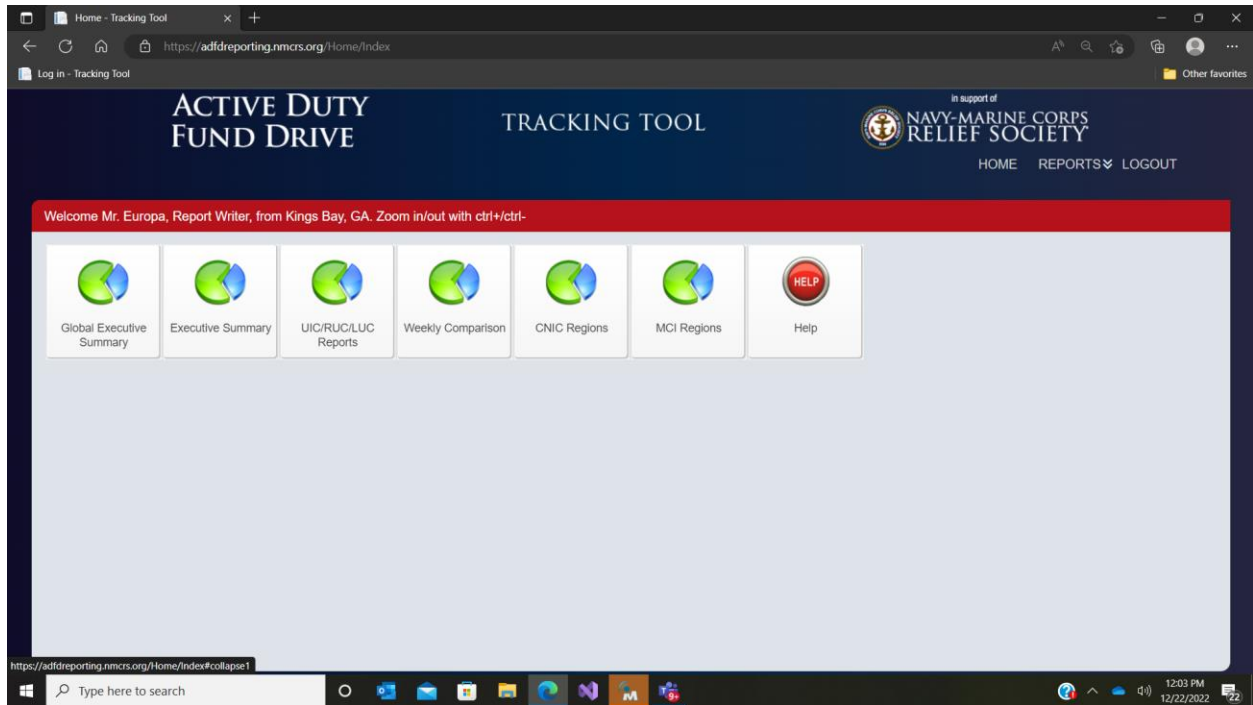 Home - Tracking Tool
https://adfdreporting.nmcrs.org/Home/Index
Log in - Tracking Tool
Other favorites
ACTIVE DUTY
FUND DRIVE
TRACKING TOOL
in support of
NAVY-MARINE CORPS
RELIEF SOCIETY
HOME REPORTS LOGOUT
Welcome Mr. Europa, Report Writer, from Kings Bay, GA. Zoom in/out with ctrl+/ctrl-
Global Executive
Summary
Executive Summary
UIC/RUC/LUC
Reports
Weekly Comparison
CNIC Regions
MCI Regions
HELP
Help
https://adfdreporting.nmcrs.org/Home/Index#collapse1
Type here to search
12:03 PM
12/22/2022
22